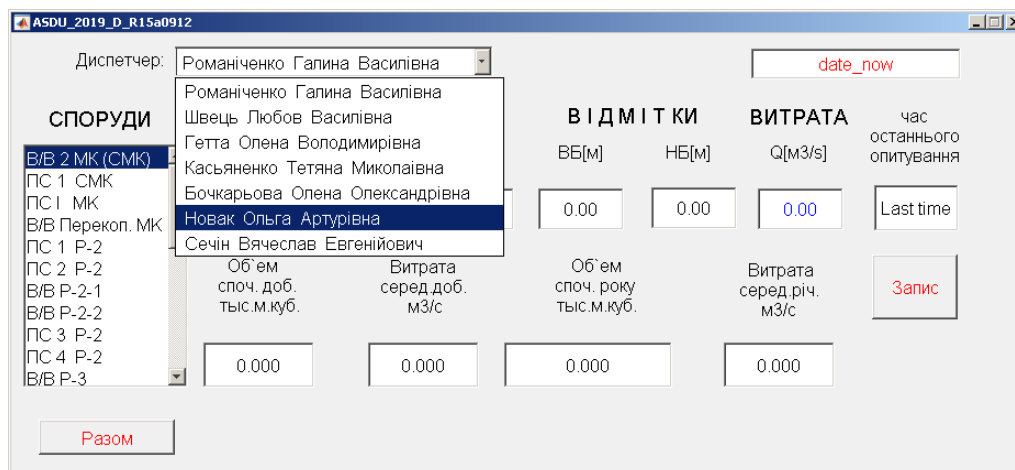 ASDU_2019_D_R15a0912
Диспетчер:
Романіченко Галина Василівна
date_now
Романіченко Галина Василівна
Швець Любов Василівна
Гетта Олена Володимирівна
Касьяненко Тетяна Миколаівна
Бочкарьова Олена Олександрівна
Новак Ольга Артурівна
Сечін Вячеслав Евгенійович
СПОРУДИ
В/В 2 МК (СМК)
ПС 1 СМК
ПС І МК
В/В Перекоп. МК
ПС 1 Р-2
ПС 2 Р-2
В/В Р-2-1
В/В Р-2-2
ПС 3 Р-2
ПС 4 Р-2
В/В Р-3
ВІДМІТКИ
ВИТРАТА
час
останнього
опитування
ВБ[м]
НБ[м]
Q[м3/s]
0.00
0.00
0.00
Last time
Об`ем
споч. доб.
тыс.м.куб.
Витрата
серед.доб.
м3/с
Об`ем
споч. року
тыс.м.куб.
Витрата
серед.річ.
м3/с
Запис
0.000
0.000
0.000
0.000
Разом